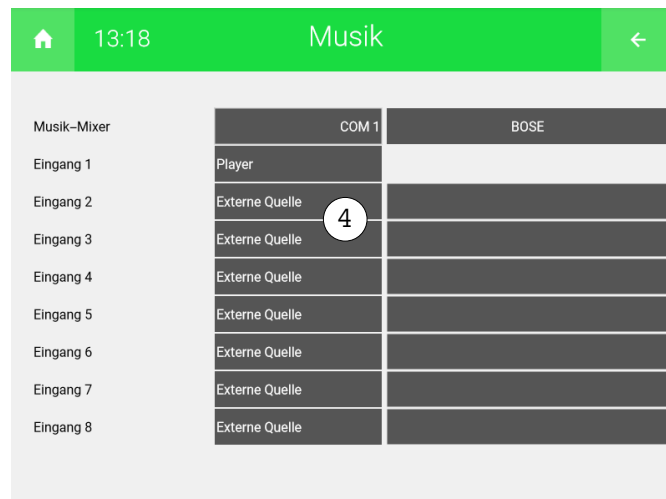 13:18 Musik
Musik-Mixer COM 1 BOSE
Eingang 1 Player
Eingang 2 Externe Quelle
4
Eingang 3 Externe Quelle
Eingang 4 Externe Quelle
Eingang 5 Externe Quelle
Eingang 6 Externe Quelle
Eingang 7 Externe Quelle
Eingang 8 Externe Quelle